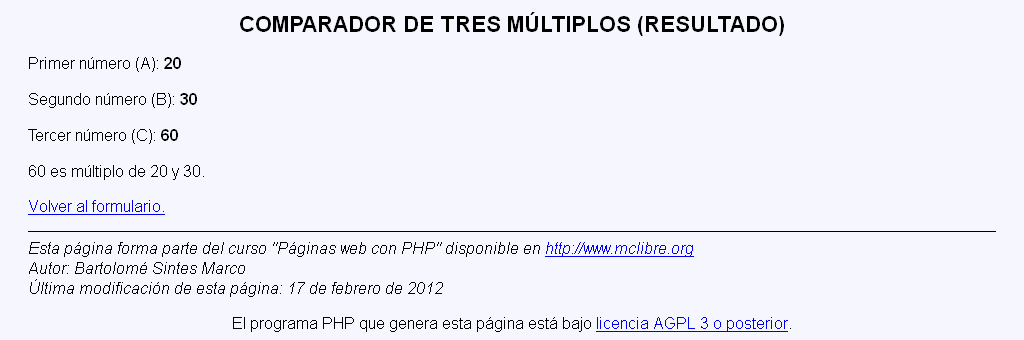 COMPARADOR DE TRES MÚLTIPLOS (RESULTADO)
Primer número (A): 20
Segundo número (B): 30
Tercer número (C): 60
60 es múltiplo de 20 y 30.
Volver al formulario.
Esta página forma parte del curso "Páginas web con PHP" disponible en http://www.mclibre.org
Autor: Bartolomé Sintes Marco
Última modificación de esta página: 17 de febrero de 2012
El programa PHP que genera esta página está bajo licencia AGPL 3 o posterior.